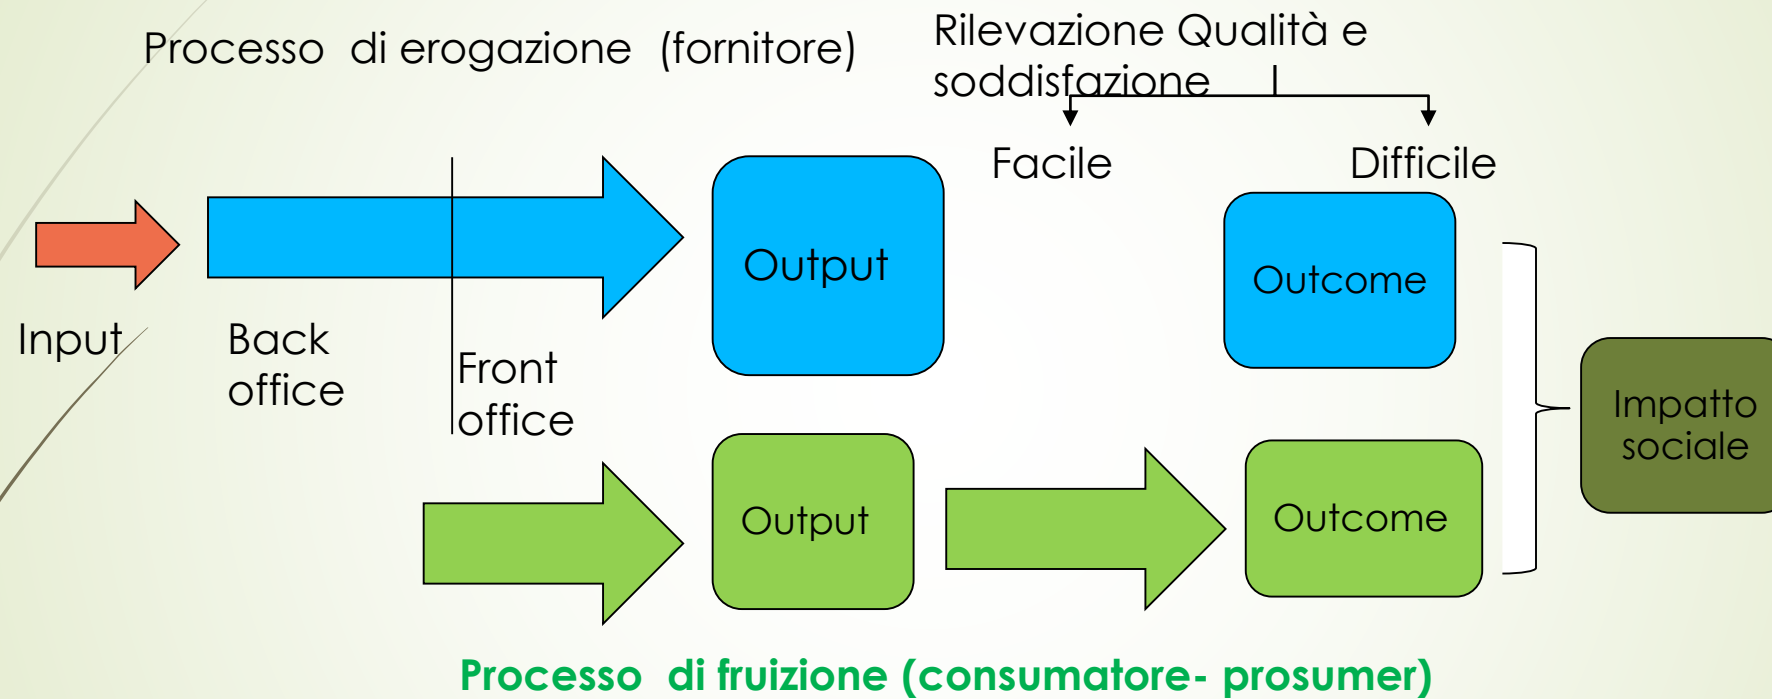 Processo di erogazione (fornitore)
Rilevazione Qualità e
soddisfazione
Facile
Difficile
Input
Back
office
Front
office
Output
Outcome
Output
Outcome
Impatto
sociale
Processo di fruizione (consumatore- prosumer)